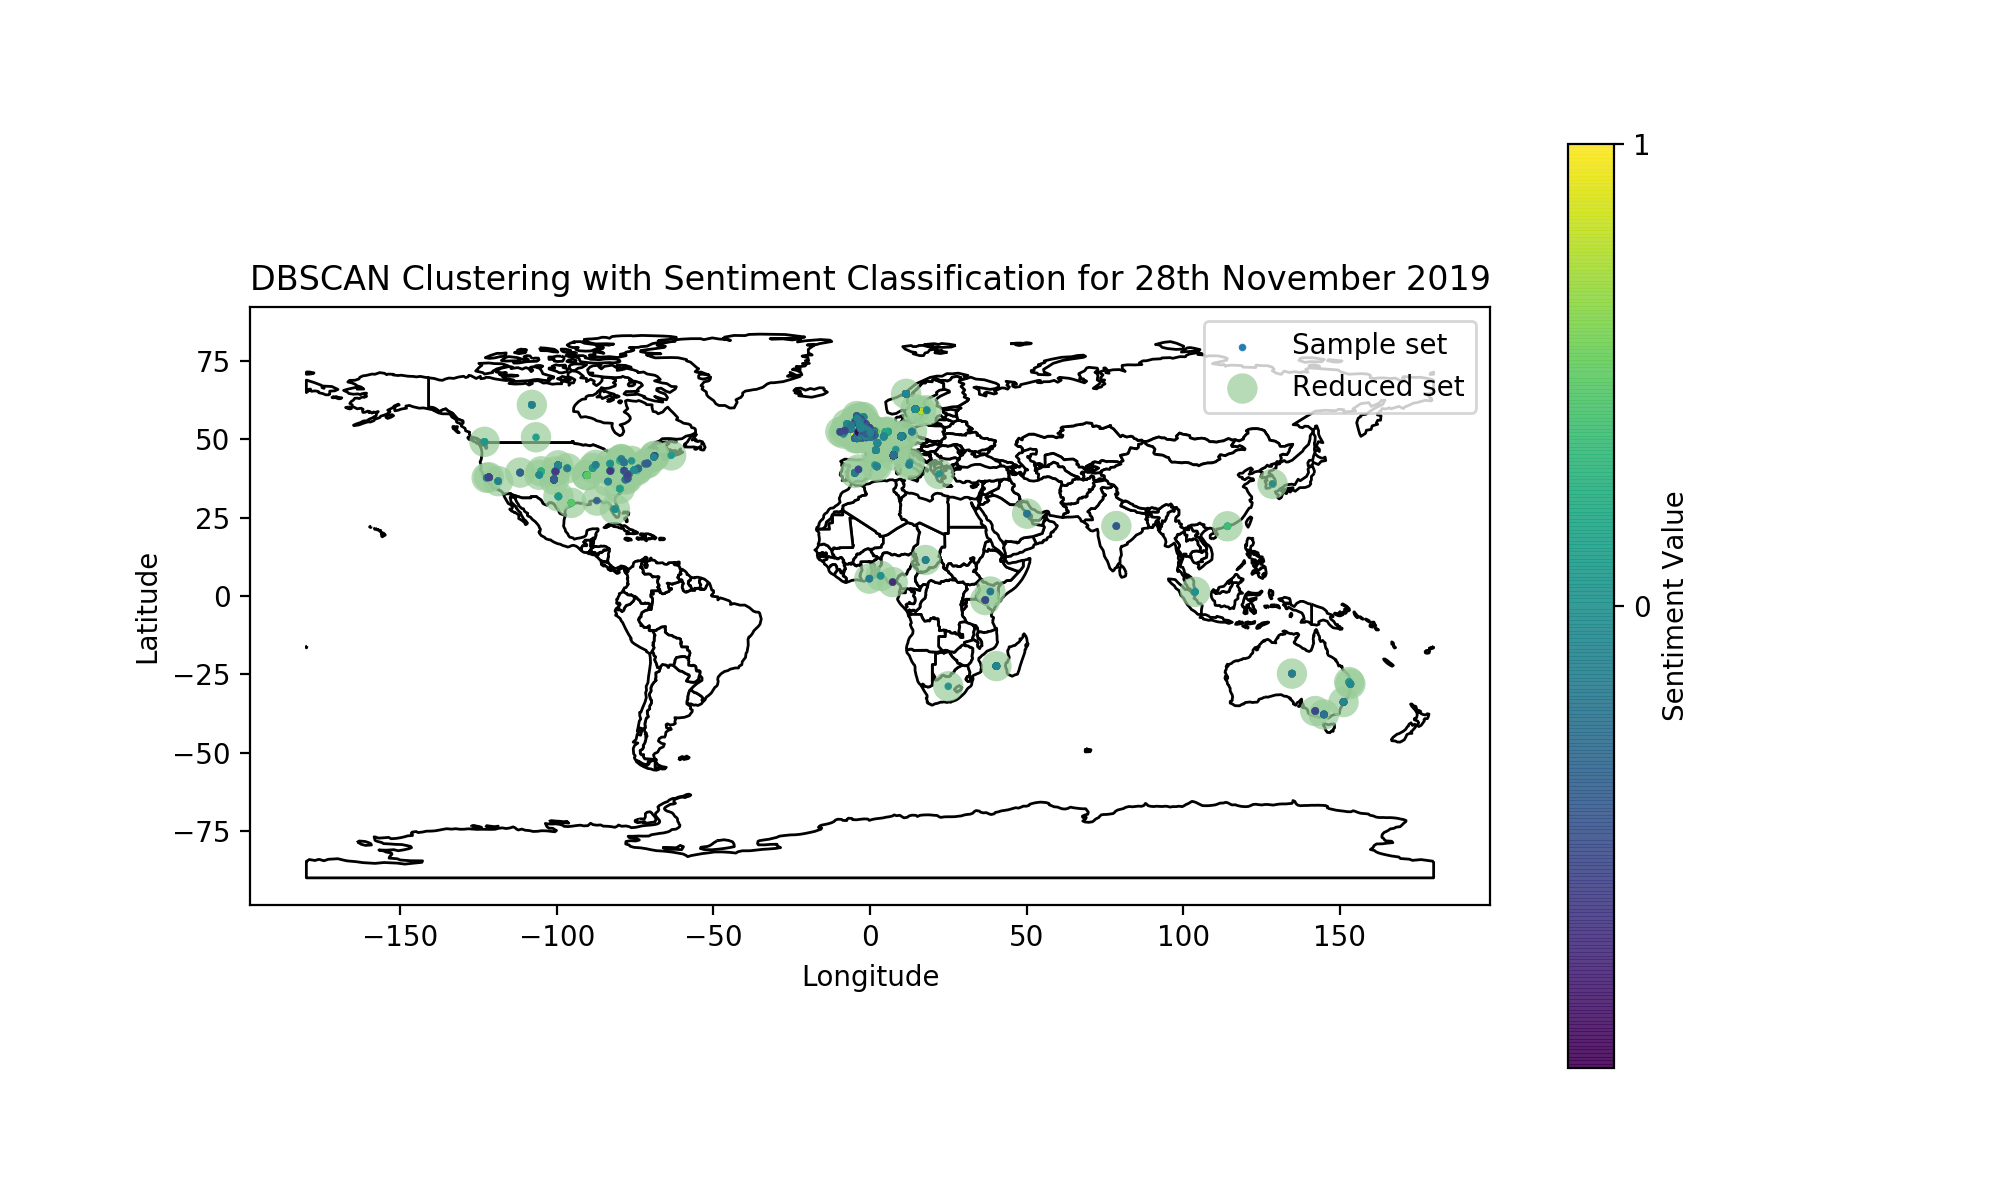 DBSCAN Clustering with Sentiment Classification for 28th November 2019
Sample set
Reduced set
75
50
25
0
−25
−50
−75
Latitude
−150
−100
−50
0
50
100
150
Longitude
1
0
Sentiment Value